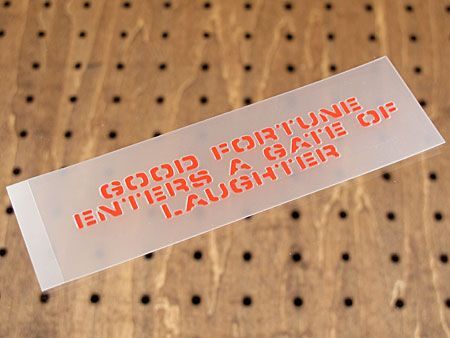 GOOD FORTUNE
ENTERS A GATE OF
LAUGHTER